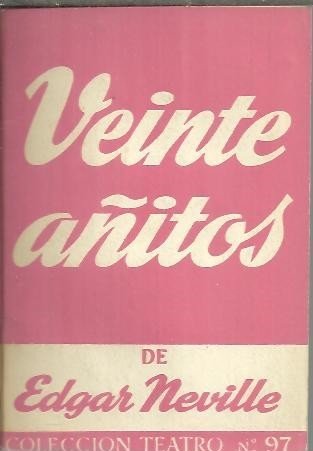 Veinte
añitos
DE
Edgar Neville
COLECCION TEATRO Nº 97